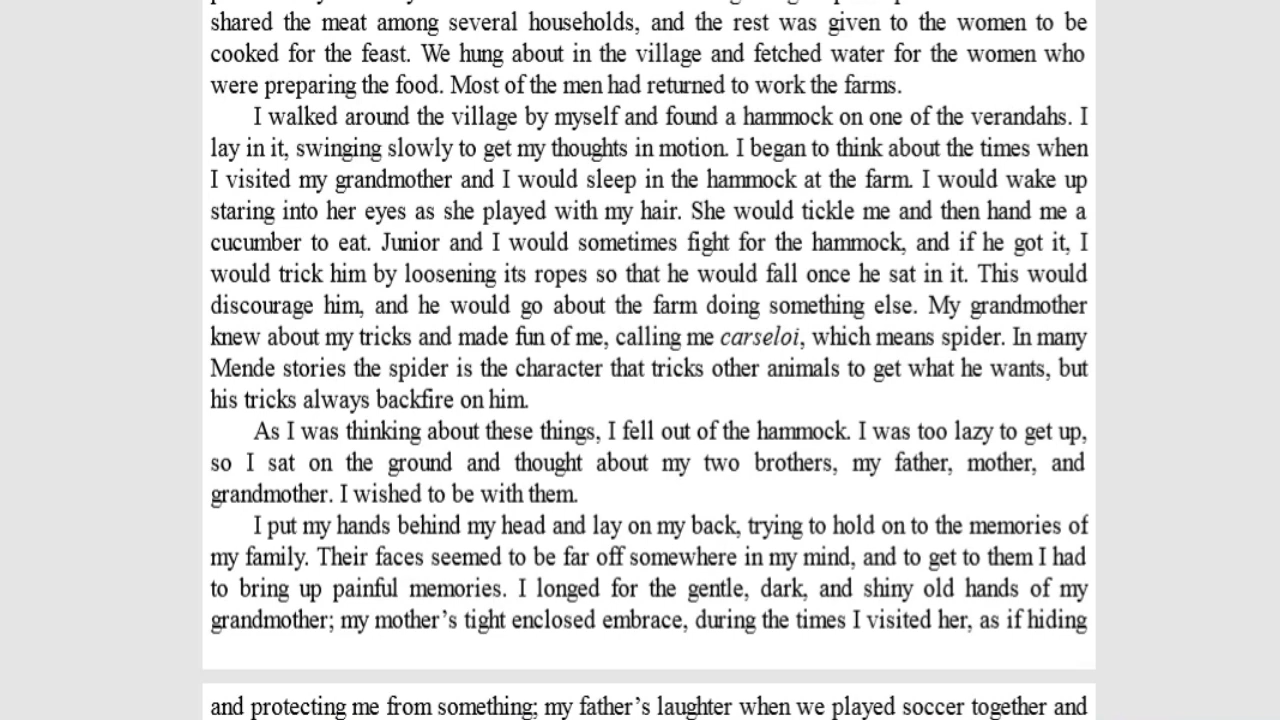 shared the meat among several households, and the rest was given to the women to be
cooked for the feast. We hung about in the village and fetched water for the women who
were preparing the food. Most of the men had returned to work the farms.
I walked around the village by myself and found a hammock on one of the verandahs. I
lay in it, swinging slowly to get my thoughts in motion. I began to think about the times when
I visited my grandmother and I would sleep in the hammock at the farm. I would wake up
staring into her eyes as she played with my hair. She would tickle me and then hand me a
cucumber to eat. Junior and I would sometimes fight for the hammock, and if he got it, I
would trick him by loosening its ropes so that he would fall once he sat in it. This would
discourage him, and he would go about the farm doing something else. My grandmother
knew about my tricks and made fun of me, calling me carseloi, which means spider. In many
Mende stories the spider is the character that tricks other animals to get what he wants, but
his tricks always backfire on him.
As I was thinking about these things, I fell out of the hammock. I was too lazy to get up,
so I sat on the ground and thought about my two brothers, my father, mother, and
grandmother. I wished to be with them.
I put my hands behind my head and lay on my back, trying to hold on to the memories of
my family. Their faces seemed to be far off somewhere in my mind, and to get to them I had
to bring up painful memories. I longed for the gentle, dark, and shiny old hands of my
grandmother; my mother’s tight enclosed embrace, during the times I visited her, as if hiding
and protecting me from something; my father’s laughter when we played soccer together and